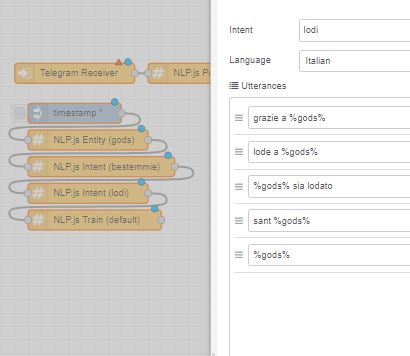 Telegram Receiver
NLP.js P
timestamp *
NLP.js Entity (gods)
NLP.js Intent (bestemmie)
NLP.js Intent (lodi)
NLP.js Train (default)
Intent
lodi
Language
Italian
Utterances
grazie a %gods%
lode a %gods%
%gods% sia lodato
sant %gods%
%gods%